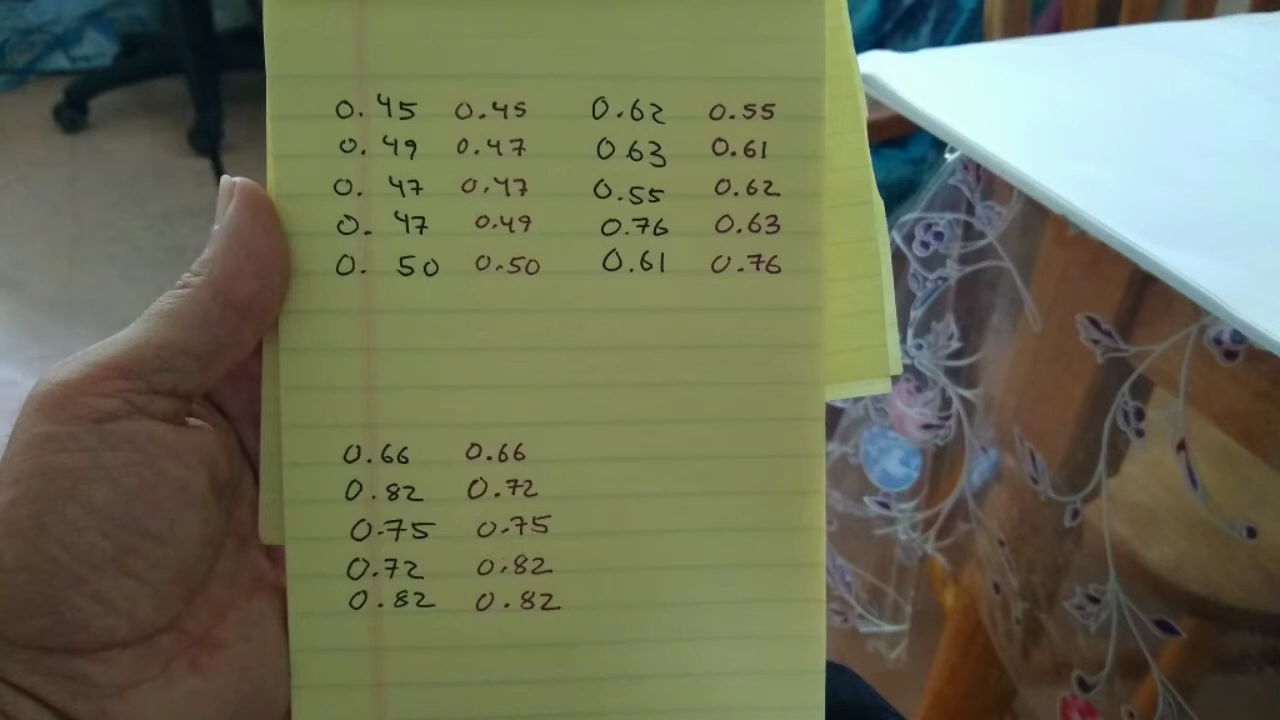 0. 45 0.45 0.62 0.55
0. 49 0.47 0 63 0.61
0. 47 0.47 0.55 0.62
0. 47 0.49 0.76 0.63
0. 50 0.50 0.61 0.76
0.66 0.66
0.82 0.72
0.75 0.75
0.72 0.82
0.82 0.82